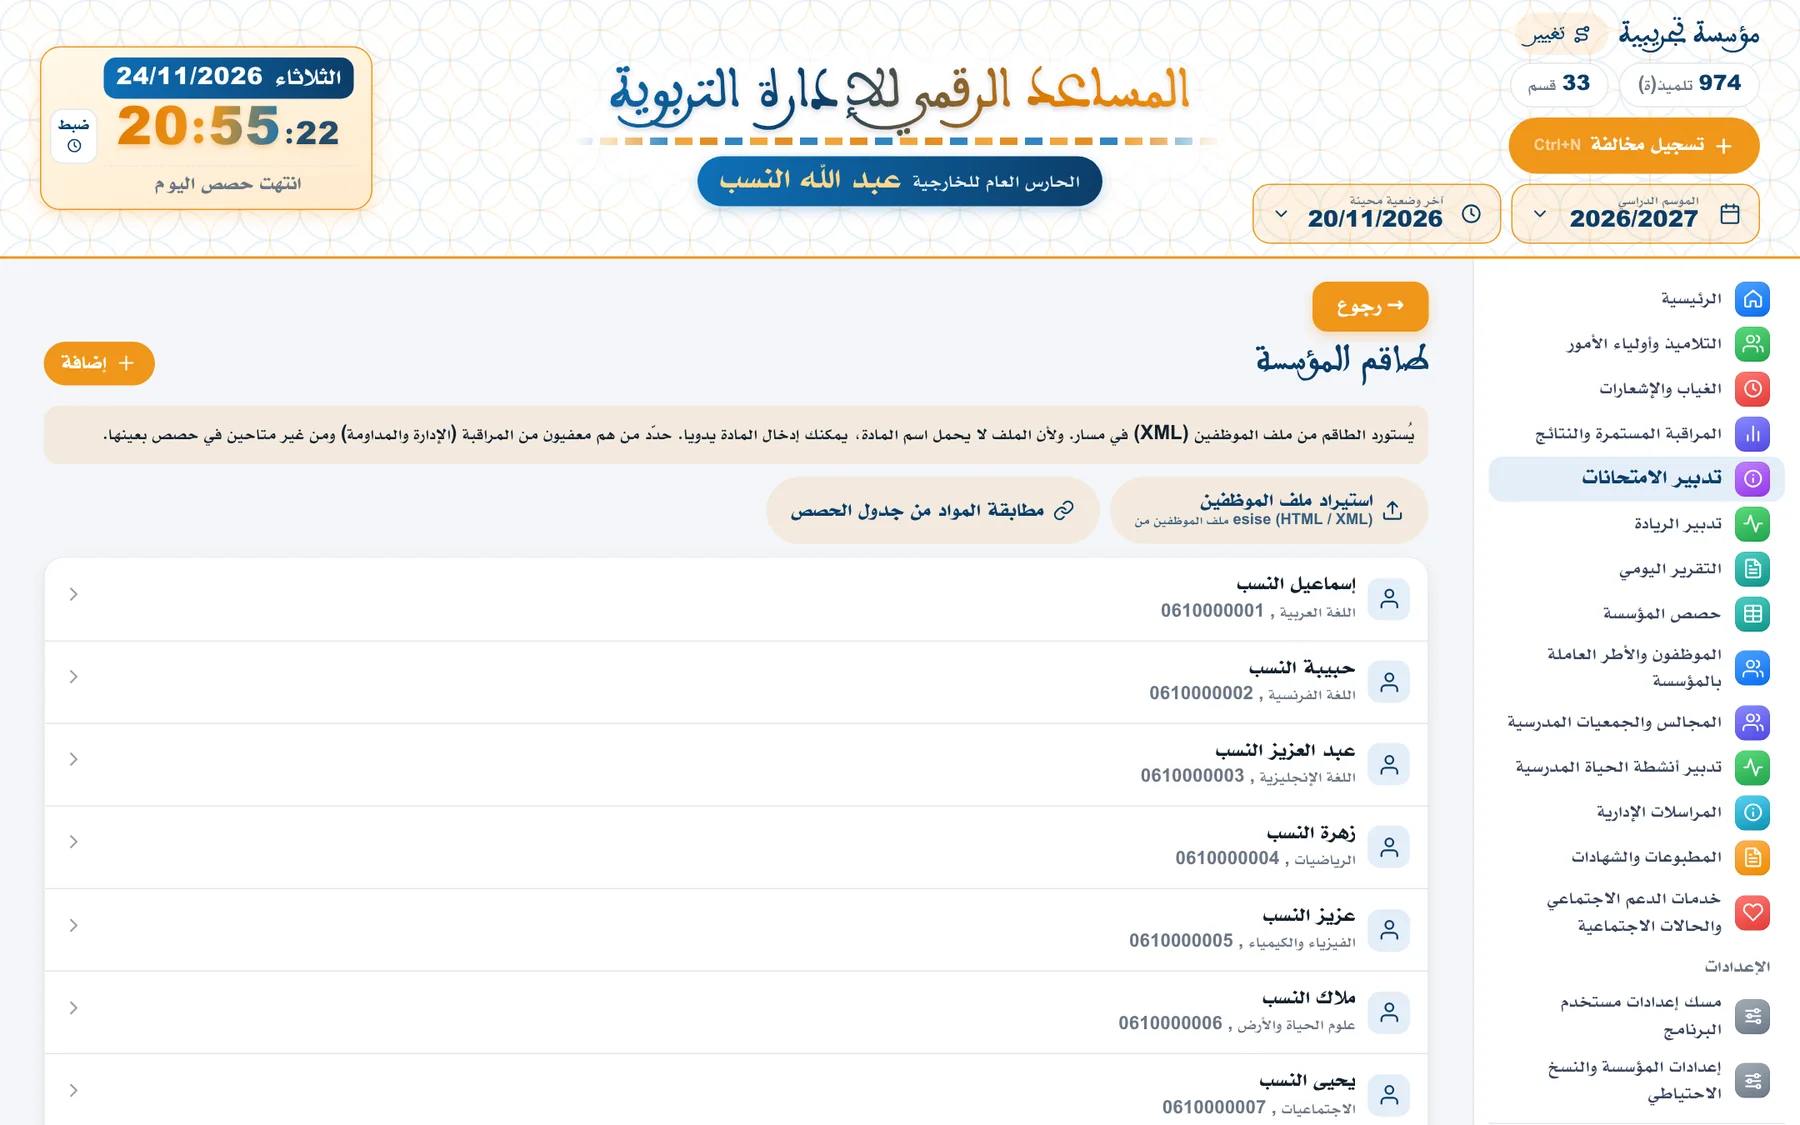 مؤسسة تجريبية
تغيير
974 تلميذ(ة)
33 قسم
تسجيل مخالفة Ctrl+N
الموسم الدراسي
2026/2027
آخر وضعية محينة
20/11/2026
المساعد الرقمي للإدارة التربوية
الحارس العام للخارجية عبد الله النسب
الثلاثاء 24/11/2026
20:55:22
ضبط
انتهت حصص اليوم
الرئيسية
التلاميذ وأولياء الأمور
الغياب والإشعارات
المراقبة المستمرة والنتائج
تدبير الامتحانات
تدبير الريادة
التقرير اليومي
حصص المؤسسة
الموظفون والأطر العاملة
بالمؤسسة
المجالس والجمعيات المدرسية
تدبير أنشطة الحياة المدرسية
المراسلات الإدارية
المطبوعات والشهادات
خدمات الدعم الاجتماعي
والحالات الاجتماعية
الإعدادات
مسك إعدادات مستخدم
البرنامج
إعدادات المؤسسة والنسخ
الاحتياطي
→ رجوع
طاقم المؤسسة
+ إضافة
يُستورد الطاقم من ملف الموظفين (XML) في مسار. ولأن الملف لا يحمل اسم المادة، يمكنك إدخال المادة يدويا. حدّد من هم معفيون من المراقبة (الإدارة والمداومة) ومن غير متاحين في حصص بعينها.
استيراد ملف الموظفين
ملف الموظفين من esise (HTML / XML)
مطابقة المواد من جدول الحصص
إسماعيل النسب
اللغة العربية , 0610000001
حبيبة النسب
اللغة الفرنسية , 0610000002
عبد العزيز النسب
اللغة الإنجليزية , 0610000003
زهرة النسب
الرياضيات , 0610000004
عزيز النسب
الفيزياء والكيمياء , 0610000005
ملاك النسب
علوم الحياة والأرض , 0610000006
يحيى النسب
الاجتماعيات , 0610000007